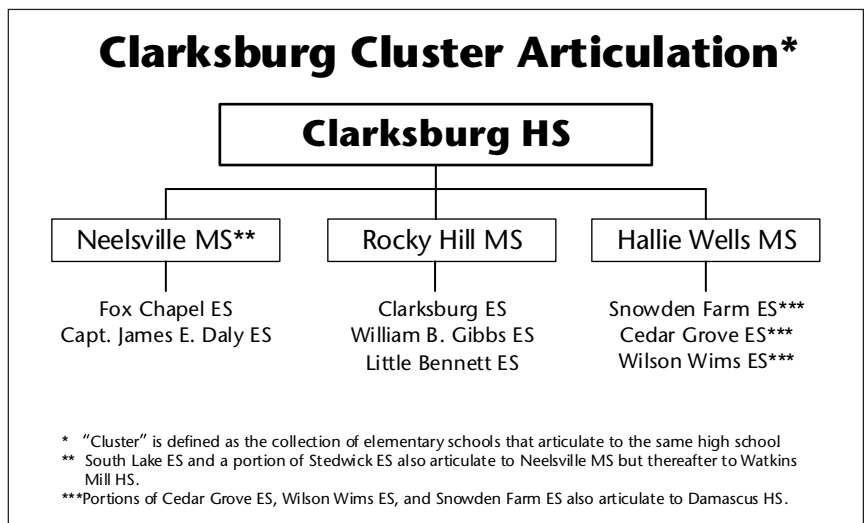 Clarksburg Cluster Articulation*
Clarksburg HS
Neelsville MS**
Rocky Hill MS
Hallie Wells MS
Fox Chapel ES
Capt. James E. Daly ES
Clarksburg ES
William B. Gibbs ES
Little Bennett ES
Snowden Farm ES***
Cedar Grove ES***
Wilson Wims ES***
* "Cluster" is defined as the collection of elementary schools that articulate to the same high school
** South Lake ES and a portion of Stedwick ES also articulate to Neelsville MS but thereafter to Watkins
Mill HS.
***Portions of Cedar Grove ES, Wilson Wims ES, and Snowden Farm ES also articulate to Damascus HS.